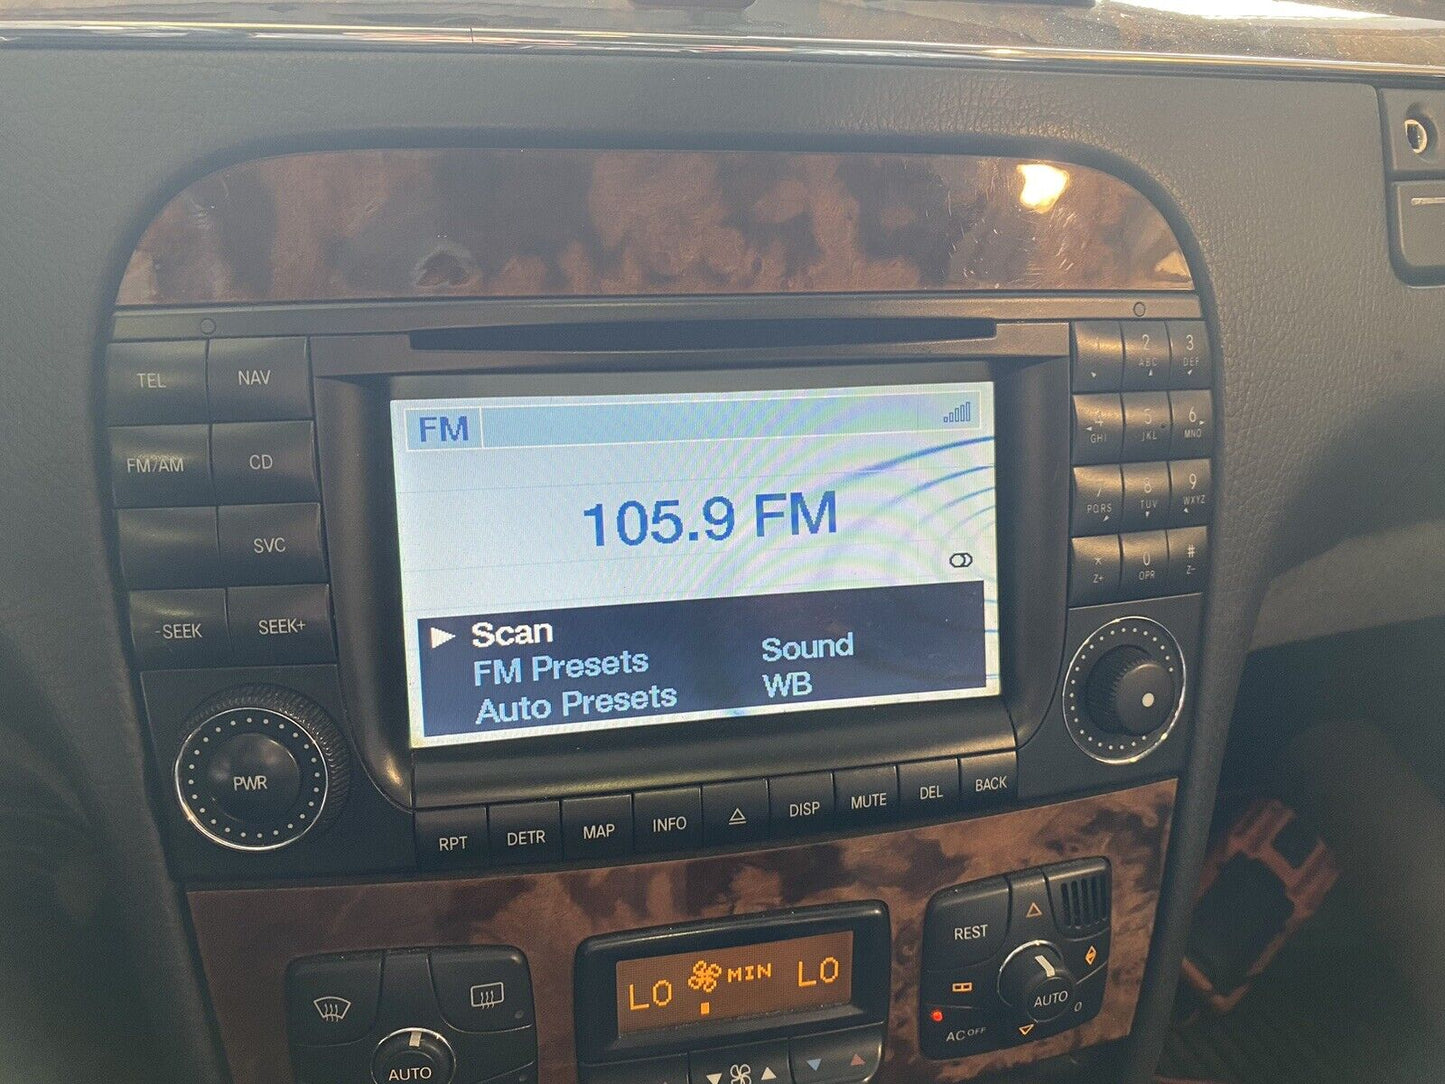 TEL NAV
FM/AM CD
SVC
-SEEK SEEK+
PWR
FM
105.9 FM
Scan
FM Presets Sound
Auto Presets WB
1 2 ABC 3 DEF
4 GHI 5 JKL 6 MNO
7 PQRS 8 TUV 9 WXYZ
* Z+ 0 OPR # Z-
RPT DETR MAP INFO DISP MUTE DEL BACK
REST
LO MIN LO
AUTO 0
AC OFF
AUTO